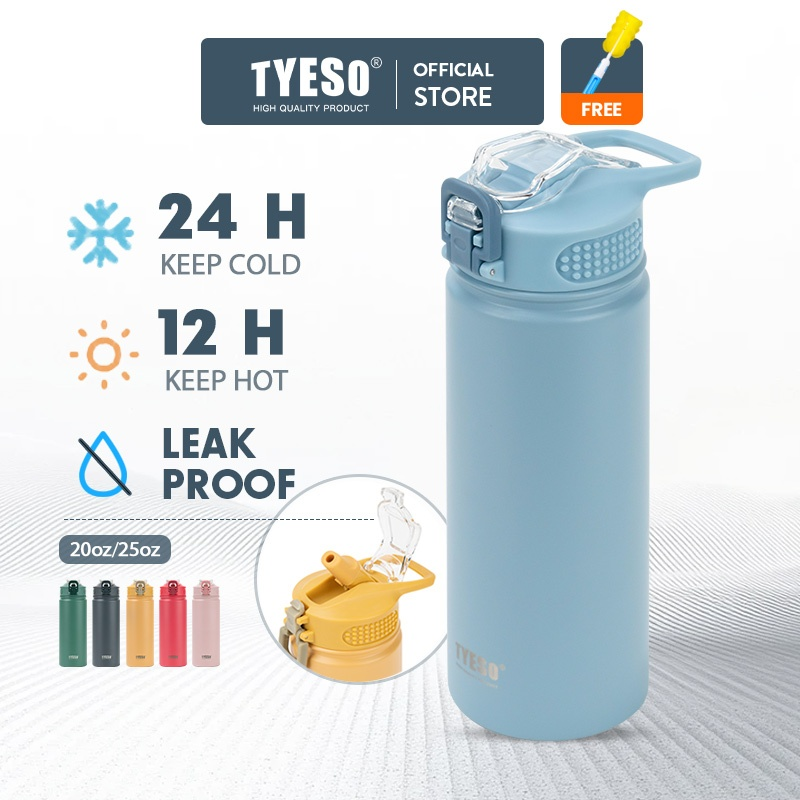 TYESO®
HIGH QUALITY PRODUCT
OFFICIAL
STORE
FREE
24 H
KEEP COLD
12 H
KEEP HOT
LEAK
PROOF
20oz/25oz
TYESO®